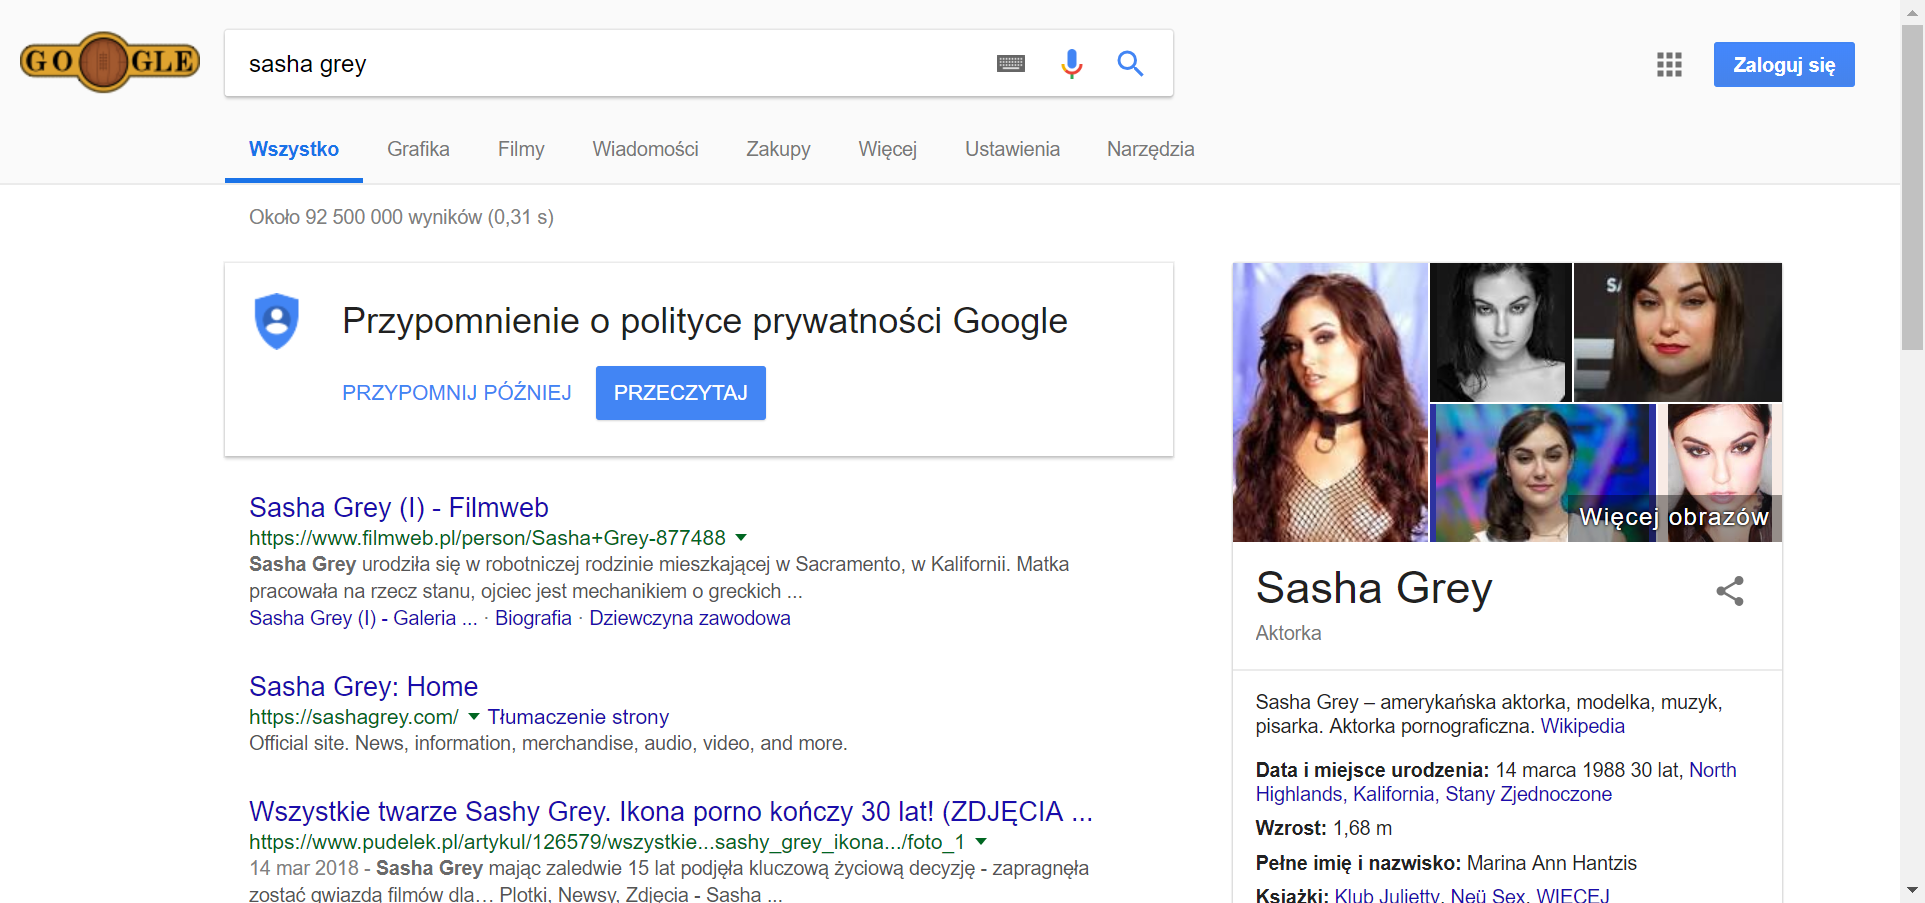 GOOGLE
sasha grey
Zaloguj się
Wszystko Grafika Filmy Wiadomości Zakupy Więcej Ustawienia Narzędzia
Około 92 500 000 wyników (0,31 s)
Przypomnienie o polityce prywatności Google
PRZYPOMNIJ PÓŹNIEJ PRZECZYTAJ
Sasha Grey (I) - Filmweb
https://www.filmweb.pl/person/Sasha+Grey-877488
Sasha Grey urodziła się w robotniczej rodzinie mieszkającej w Sacramento, w Kalifornii. Matka
pracowała na rzecz stanu, ojciec jest mechanikiem o greckich ...
Sasha Grey (I) - Galeria ... · Biografia · Dziewczyna zawodowa
Sasha Grey: Home
https://sashagrey.com/ Tłumaczenie strony
Official site. News, information, merchandise, audio, video, and more.
Wszystkie twarze Sashy Grey. Ikona porno kończy 30 lat! (ZDJĘCIA ...
https://www.pudelek.pl/artykul/126579/wszystkie...sashy_grey_ikona.../foto_1
14 mar 2018 - Sasha Grey mając zaledwie 15 lat podjęła kluczową życiową decyzję - zapragnęła
zostać gwiazdą filmów dla… Plotki, Newsy, Zdjęcia - Sasha ...
SA
Więcej obrazów
Sasha Grey
Aktorka
Sasha Grey – amerykańska aktorka, modelka, muzyk,
pisarka. Aktorka pornograficzna. Wikipedia
Data i miejsce urodzenia: 14 marca 1988 30 lat, North
Highlands, Kalifornia, Stany Zjednoczone
Wzrost: 1,68 m
Pełne imię i nazwisko: Marina Ann Hantzis
Książki: Klub Julietty, Neü Sex, WIĘCEJ